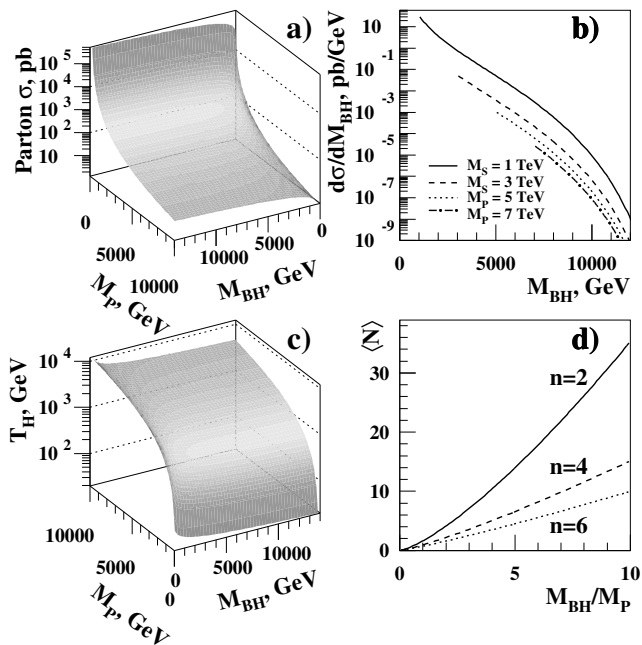 a)
Parton σ, pb
10^5
10^4
10^3
10^2
10
0
5000
10000
M_P, GeV
10000
5000
0
M_BH, GeV
b)
dσ/dM_BH, pb/GeV
10
10^-1
10^-3
10^-5
10^-7
10^-9
10
M_S = 1 TeV
M_S = 3 TeV
M_P = 5 TeV
M_P = 7 TeV
0
5000
10000
M_BH, GeV
c)
T_H, GeV
10^4
10^3
10^2
10000
5000
0
M_P, GeV
0
5000
10000
M_BH, GeV
d)
⟨N⟩
30
20
10
0
n=2
n=4
n=6
0
5
10
M_BH/M_P